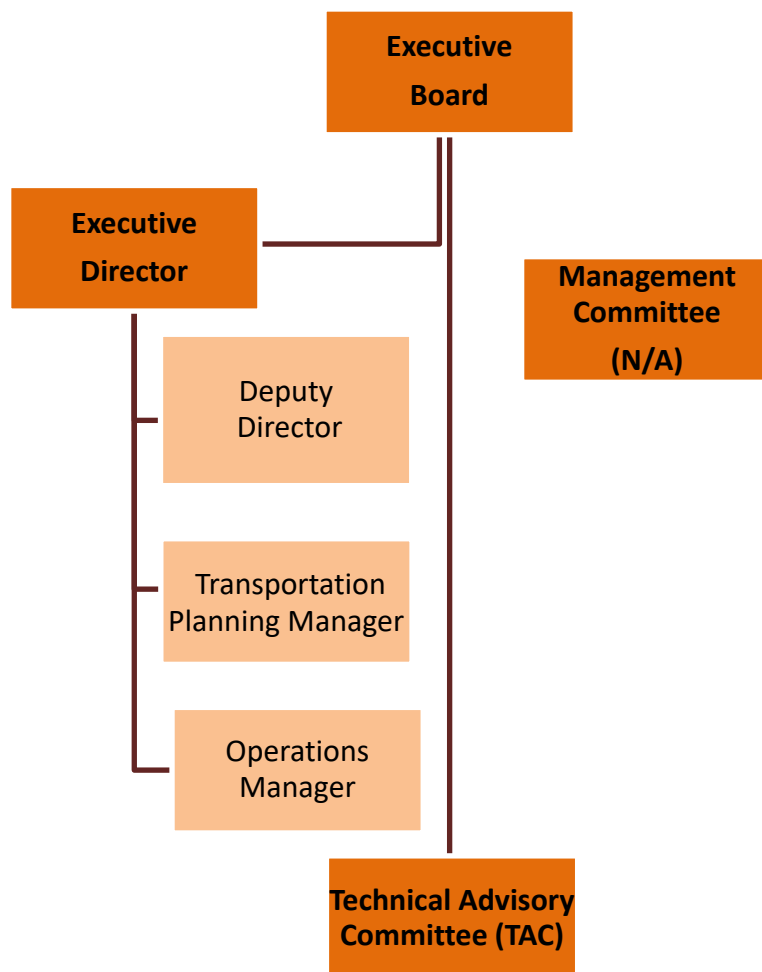 Executive
Board
Executive
Director
Management
Committee
(N/A)
Deputy
Director
Transportation
Planning Manager
Operations
Manager
Technical Advisory
Committee (TAC)